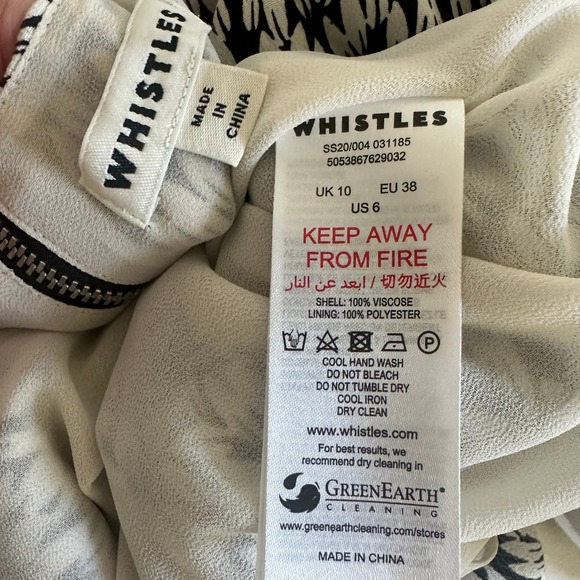 WHISTLES
MADE
IN
CHINA
WHISTLES
SS20/004 031185
5053867629032
UK 10 EU 38
US 6
KEEP AWAY
FROM FIRE
ابعد عن النار / 切勿近火
SHELL: 100% VISCOSE
LINING: 100% POLYESTER
P
COOL HAND WASH
DO NOT BLEACH
DO NOT TUMBLE DRY
COOL IRON
DRY CLEAN
www.whistles.com
For best results, we
recommend dry cleaning in
GREENEARTH®
CLEANING
www.greenearthcleaning.com/stores
MADE IN CHINA